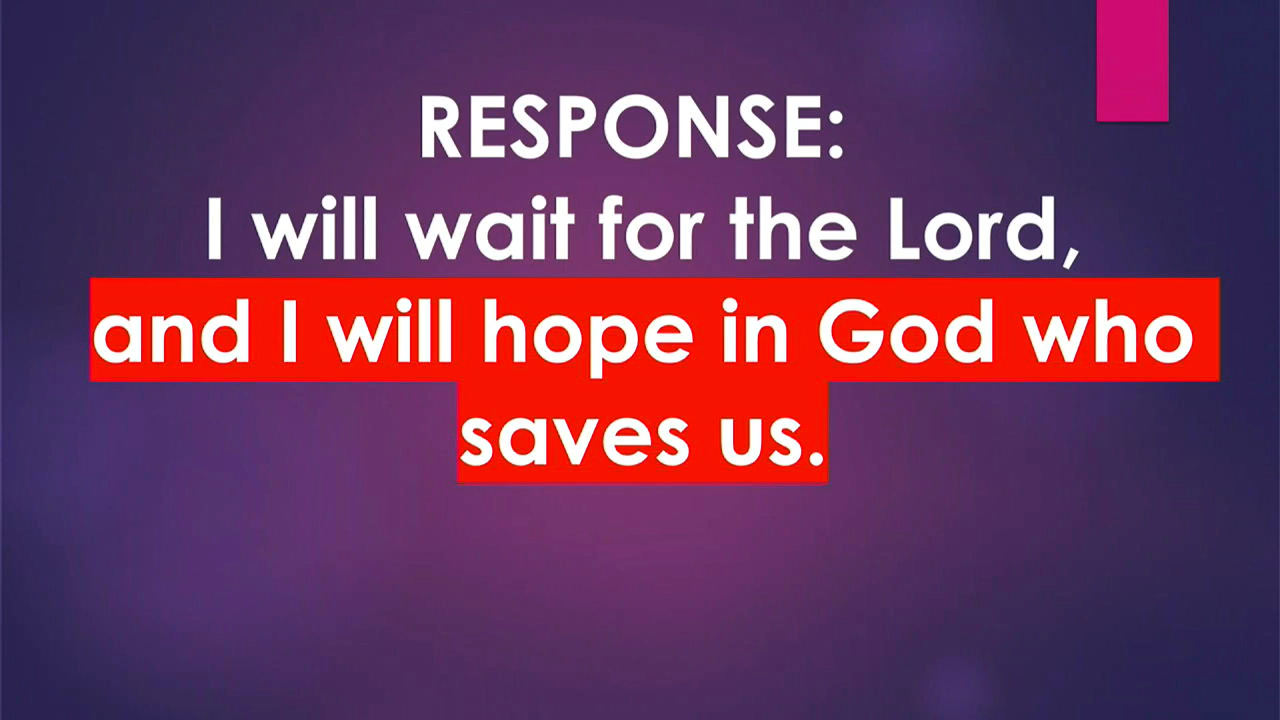 RESPONSE:
I will wait for the Lord,
and I will hope in God who
saves us.